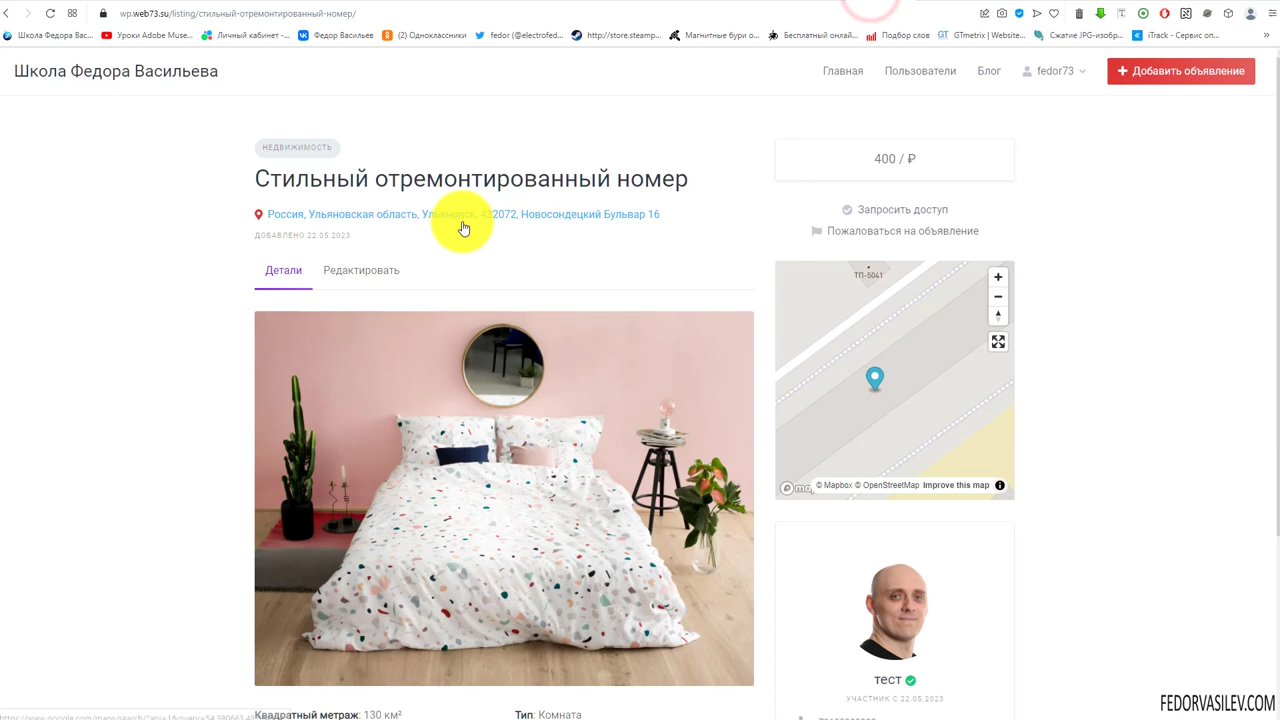 wp.web73.su/listing/стильный-отремонтированный-номер/
Школа Федора Вас... Уроки Adobe Muse... Личный кабинет -... Федор Васильев (2) Одноклассники fedor (@electrofed... http://store.steamp... Магнитные бури о... Бесплатный онлай... Подбор слов GTmetrix | Website... Сжатие JPG-изобр... iTrack - Сервис оп... »
Школа Федора Васильева
Главная Пользователи Блог fedor73 Добавить объявление
НЕДВИЖИМОСТЬ
Стильный отремонтированный номер
Россия, Ульяновская область, Ульяновск, 432072, Новосондецкий Бульвар 16
ДОБАВЛЕНО 22.05.2023
Детали Редактировать
400 / ₽
Запросить доступ
Пожаловаться на объявление
ТП-5041
© Mapbox © OpenStreetMap Improve this map
тест
УЧАСТНИК С 22.05.2023
Квадратный метраж: 130 км² Тип: Комната
FEDORVASILEV.COM